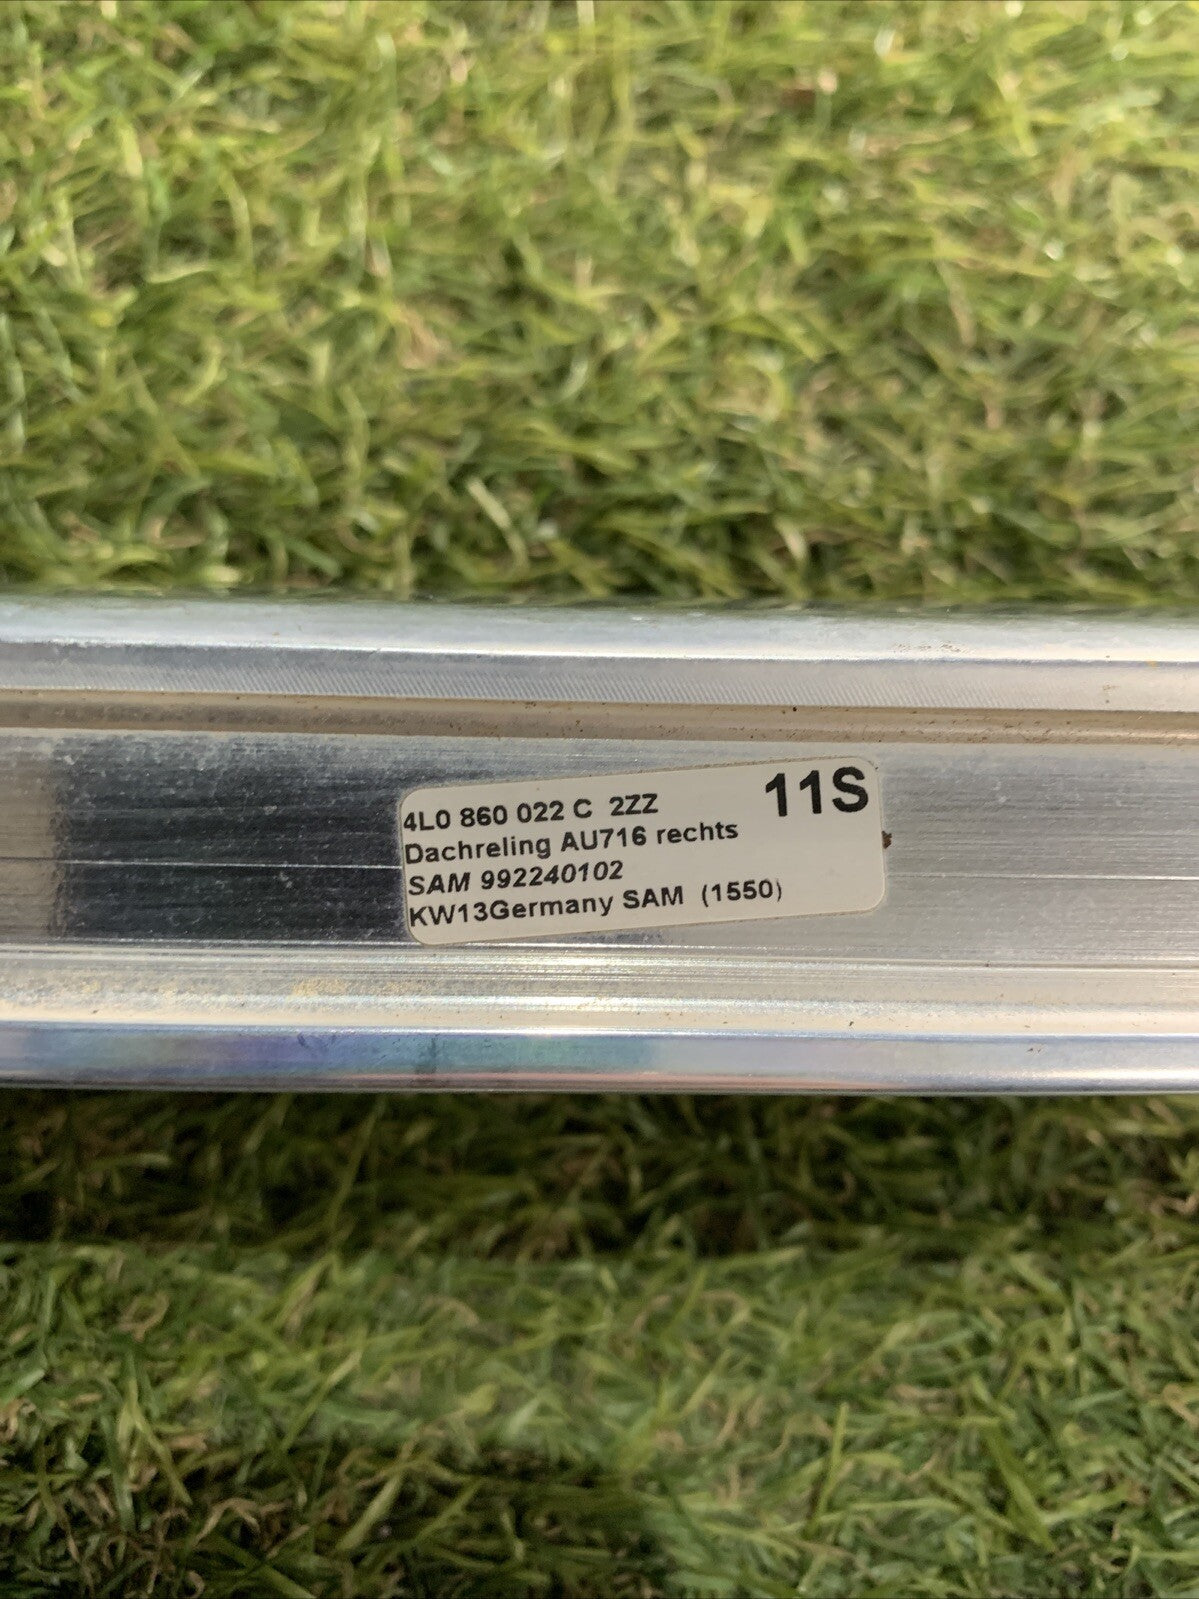 4L0 860 022 C 2ZZ 11S
Dachreling AU716 rechts
SAM 992240102
KW13Germany SAM (1550)